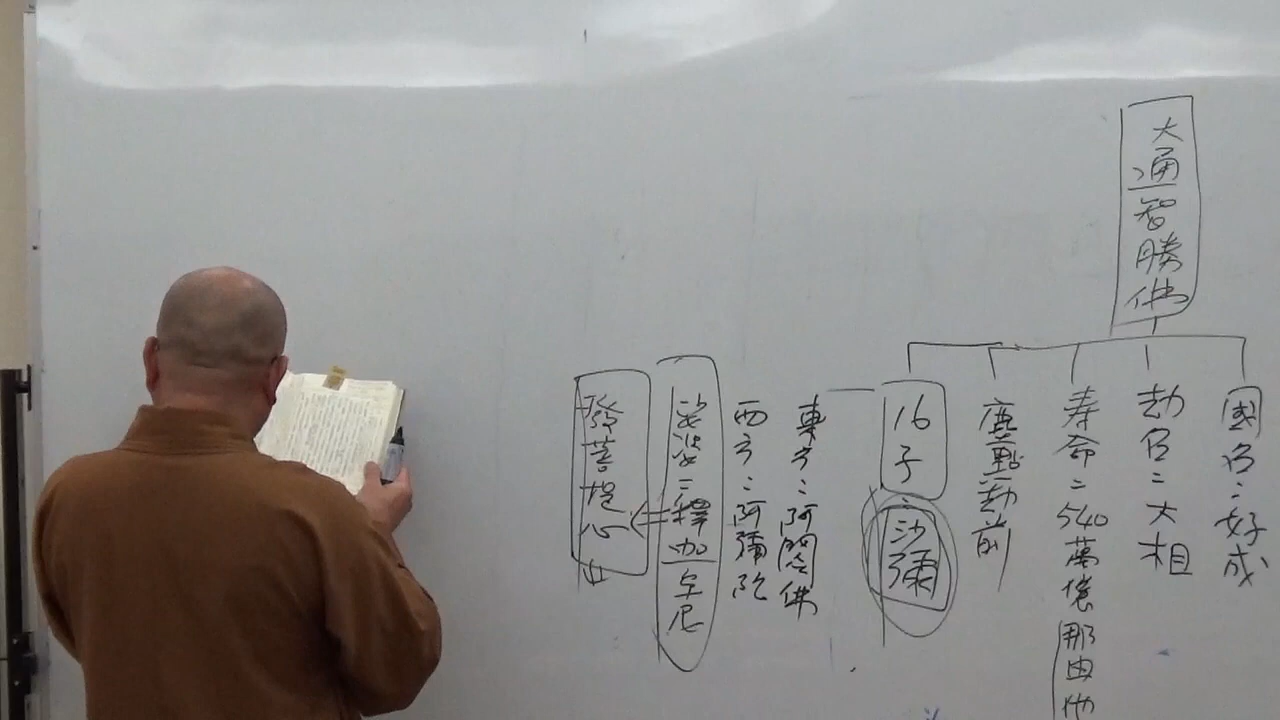 大通智勝佛
國名：好成
劫名：大相
寿命：540萬億那由他
塵點劫前
16子：沙彌
東方：阿閦佛
西方：阿彌陀
娑婆：釋迦牟尼
發菩提心